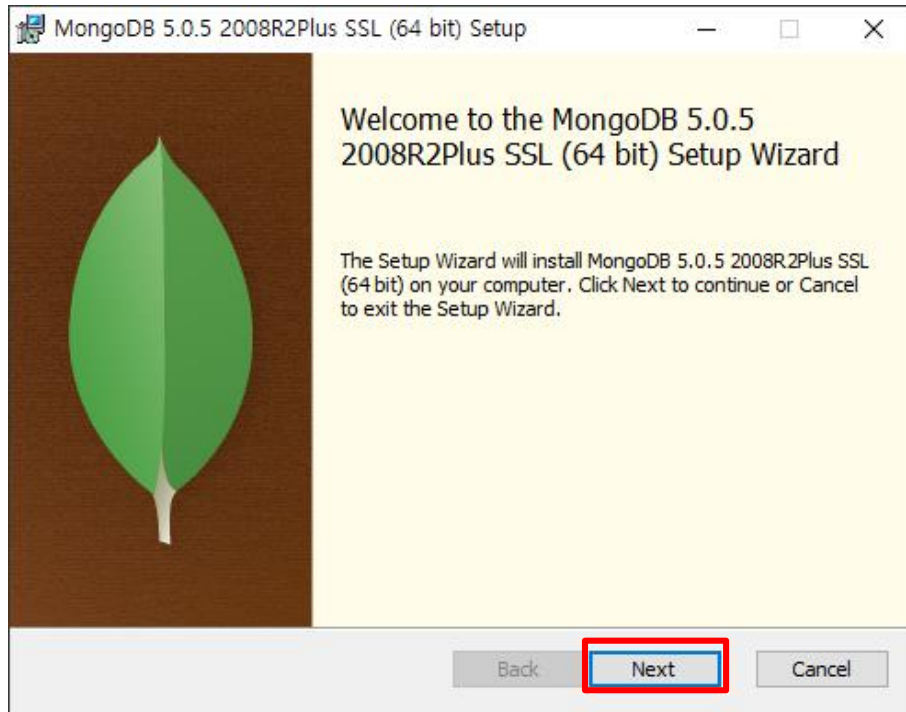 MongoDB 5.0.5 2008R2Plus SSL (64 bit) Setup
Welcome to the MongoDB 5.0.5
2008R2Plus SSL (64 bit) Setup Wizard
The Setup Wizard will install MongoDB 5.0.5 2008R2Plus SSL
(64 bit) on your computer. Click Next to continue or Cancel
to exit the Setup Wizard.
Back Next Cancel